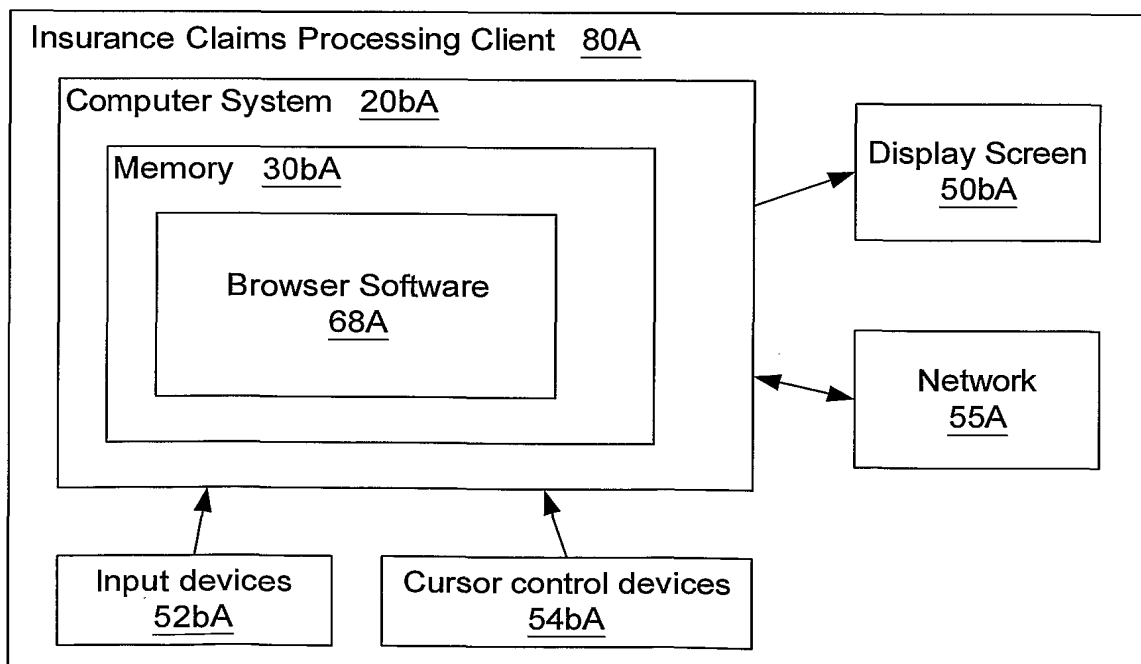 Insurance Claims Processing Client 80A
Computer System 20bA
Memory 30bA
Browser Software
68A
Display Screen
50bA
Network
55A
Input devices
52bA
Cursor control devices
54bA